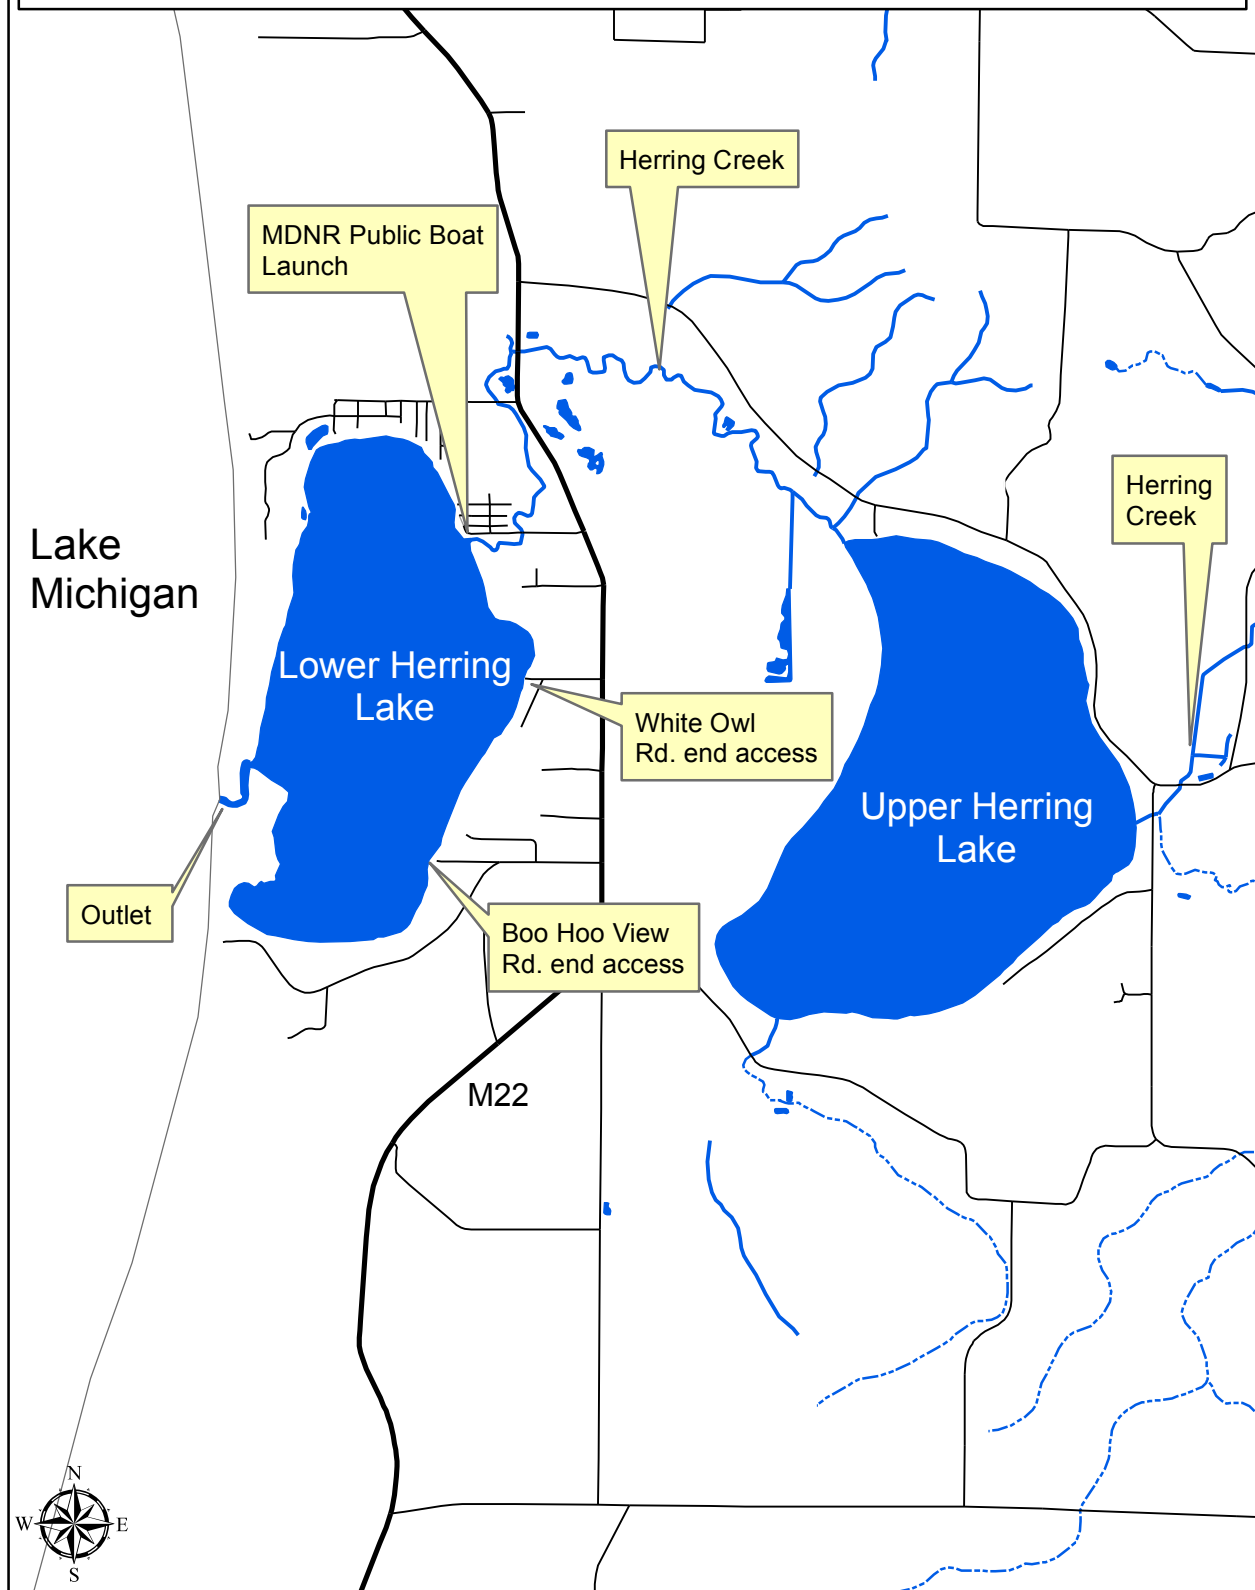 Herring Creek
MDNR Public Boat
Launch
Herring
Creek
Lake
Michigan
Lower Herring
Lake
White Owl
Rd. end access
Upper Herring
Lake
Outlet
Boo Hoo View
Rd. end access
M22
N
W
E
S